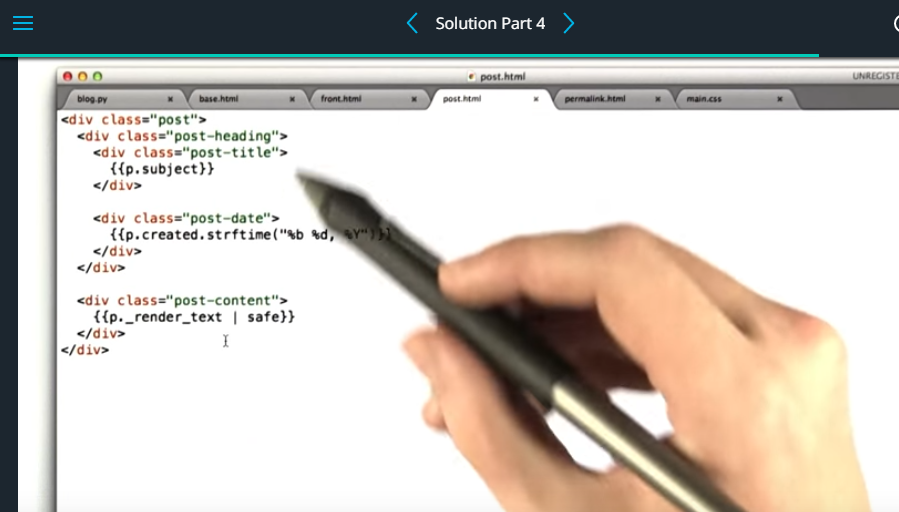 Solution Part 4
post.html
UNREGISTE
blog.py
base.html
front.html
post.html
permalink.html
main.css
<div class="post">
<div class="post-heading">
<div class="post-title">
{{p.subject}}
</div>
<div class="post-date">
{{p.created.strftime("%b %d, %Y")}}
</div>
</div>
<div class="post-content">
{{p._render_text | safe}}
</div>
</div>